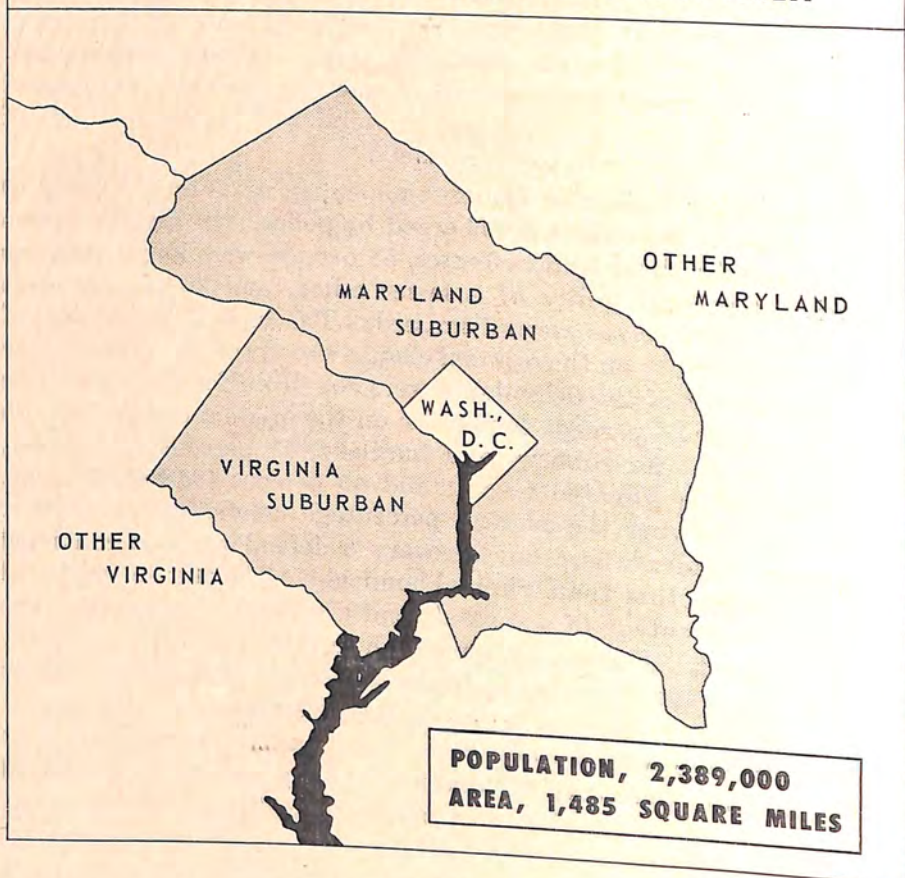 OTHER
MARYLAND
MARYLAND
SUBURBAN
WASH.,
D. C.
VIRGINIA
SUBURBAN
OTHER
VIRGINIA
POPULATION, 2,389,000
AREA, 1,485 SQUARE MILES